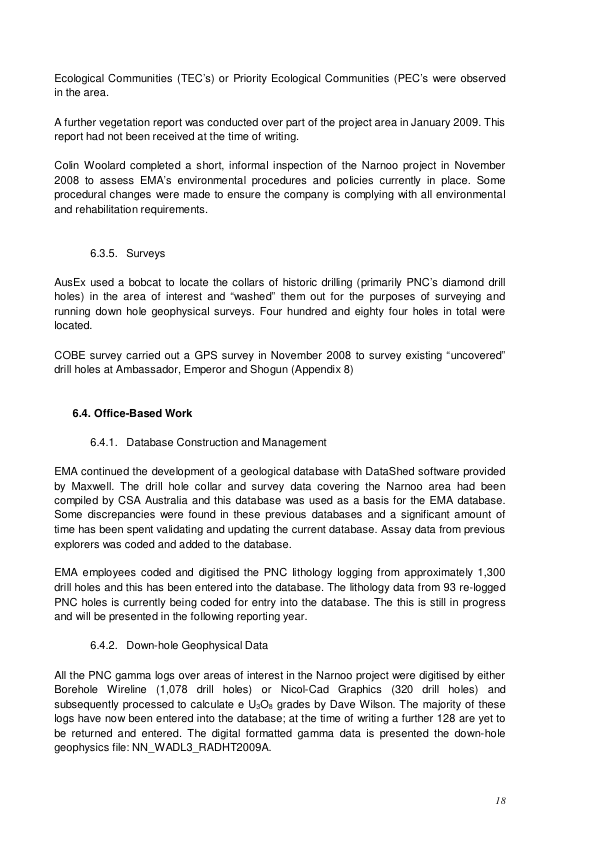 Ecological Communities (TEC's) or Priority Ecological Communities (PEC's were observed
in the area.
A further vegetation report was conducted over part of the project area in January 2009. This
report had not been received at the time of writing.
Colin Woolard completed a short, informal inspection of the Narnoo project in November
2008 to assess EMA's environmental procedures and policies currently in place. Some
procedural changes were made to ensure the company is complying with all environmental
and rehabilitation requirements.
6.3.5. Surveys
AusEx used a bobcat to locate the collars of historic drilling (primarily PNC's diamond drill
holes) in the area of interest and “washed” them out for the purposes of surveying and
running down hole geophysical surveys. Four hundred and eighty four holes in total were
located.
COBE survey carried out a GPS survey in November 2008 to survey existing “uncovered”
drill holes at Ambassador, Emperor and Shogun (Appendix 8)
6.4. Office-Based Work
6.4.1. Database Construction and Management
EMA continued the development of a geological database with DataShed software provided
by Maxwell. The drill hole collar and survey data covering the Narnoo area had been
compiled by CSA Australia and this database was used as a basis for the EMA database.
Some discrepancies were found in these previous databases and a significant amount of
time has been spent validating and updating the current database. Assay data from previous
explorers was coded and added to the database.
EMA employees coded and digitised the PNC lithology logging from approximately 1,300
drill holes and this has been entered into the database. The lithology data from 93 re-logged
PNC holes is currently being coded for entry into the database. The this is still in progress
and will be presented in the following reporting year.
6.4.2. Down-hole Geophysical Data
All the PNC gamma logs over areas of interest in the Narnoo project were digitised by either
Borehole Wireline (1,078 drill holes) or Nicol-Cad Graphics (320 drill holes) and
subsequently processed to calculate e U₃O₈ grades by Dave Wilson. The majority of these
logs have now been entered into the database; at the time of writing a further 128 are yet to
be returned and entered. The digital formatted gamma data is presented the down-hole
geophysics file: NN_WADL3_RADHT2009A.
18